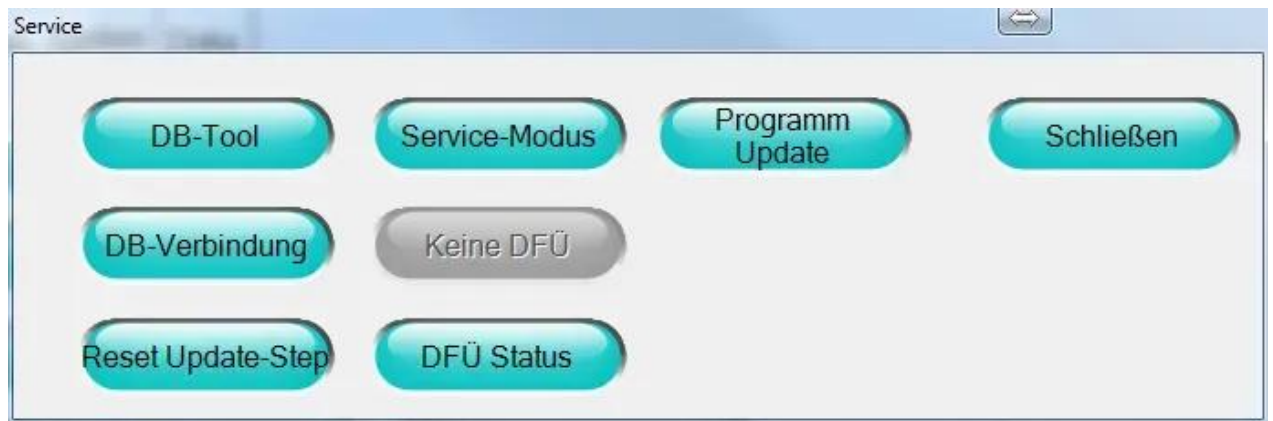 Service
DB-Tool
Service-Modus
Programm
Update
Schließen
DB-Verbindung
Keine DFÜ
Reset Update-Step
DFÜ Status